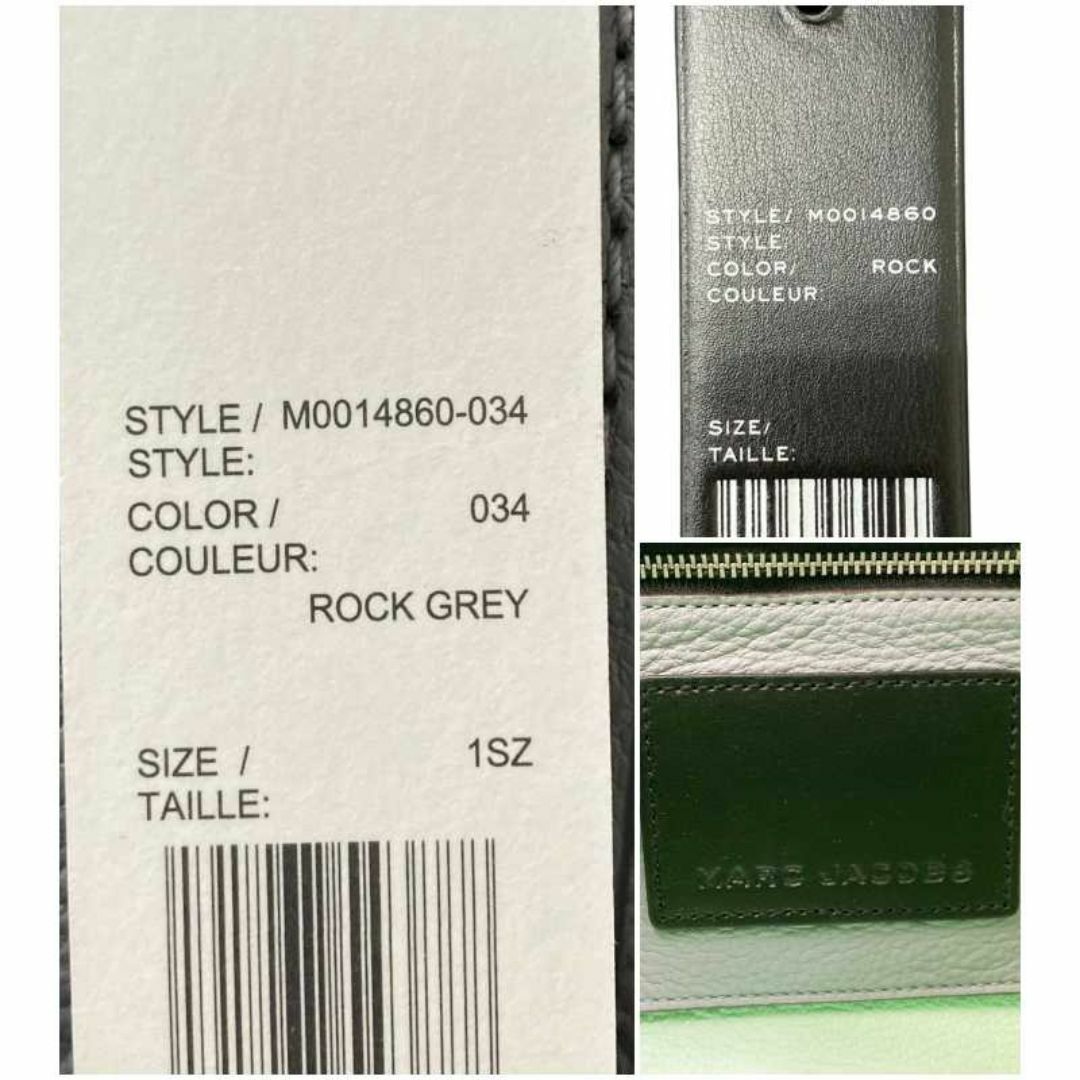 STYLE / M0014860-034
STYLE:
COLOR / 034
COULEUR:
ROCK GREY
SIZE / 1SZ
TAILLE:
STYLE/ M0014860
STYLE
COLOR/ ROCK
COULEUR
SIZE/
TAILLE:
MARC JACOBS